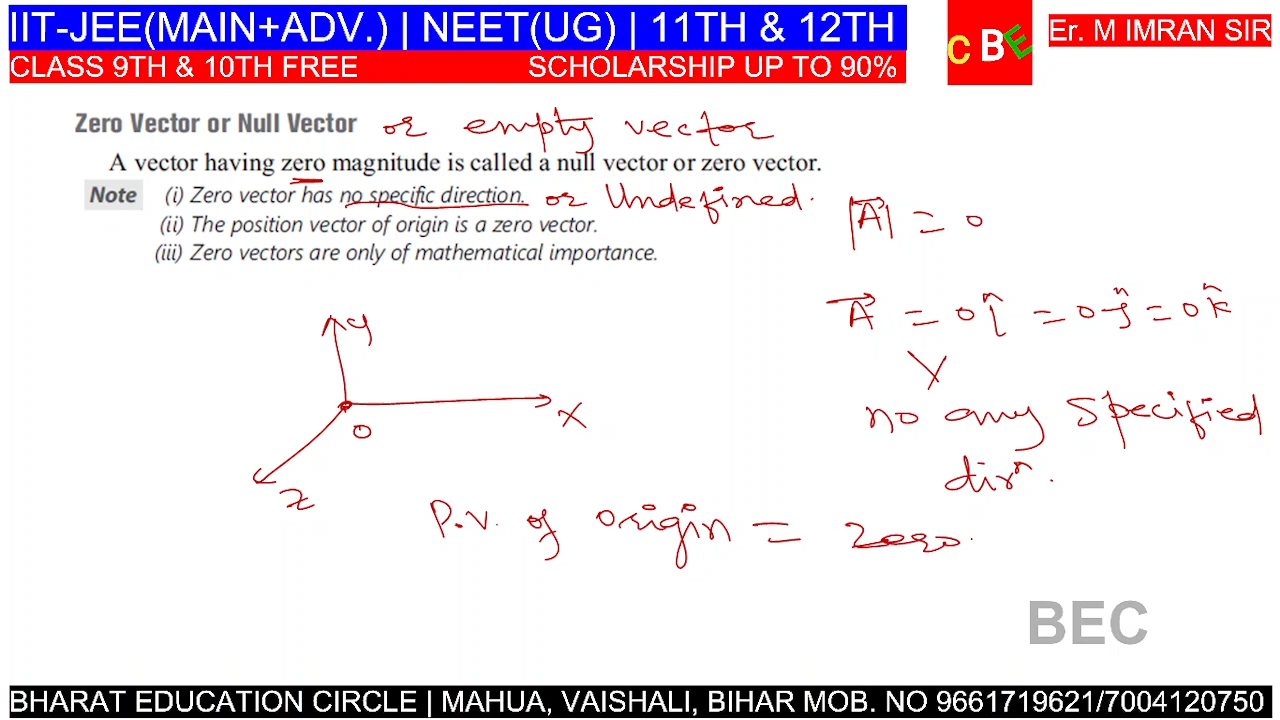 IIT-JEE(MAIN+ADV.) | NEET(UG) | 11TH & 12TH
CLASS 9TH & 10TH FREE SCHOLARSHIP UP TO 90%
CBE
Er. M IMRAN SIR
Zero Vector or Null Vector or empty vector
A vector having zero magnitude is called a null vector or zero vector.
Note (i) Zero vector has no specific direction. or Undefined.
(ii) The position vector of origin is a zero vector.
(iii) Zero vectors are only of mathematical importance.
|A⃗| = 0
A⃗ = 0î = 0ĵ = 0k̂
no any specified
dirⁿ.
y
x
O
z
P.V. of origin = zero.
BEC
BHARAT EDUCATION CIRCLE | MAHUA, VAISHALI, BIHAR MOB. NO 9661719621/7004120750